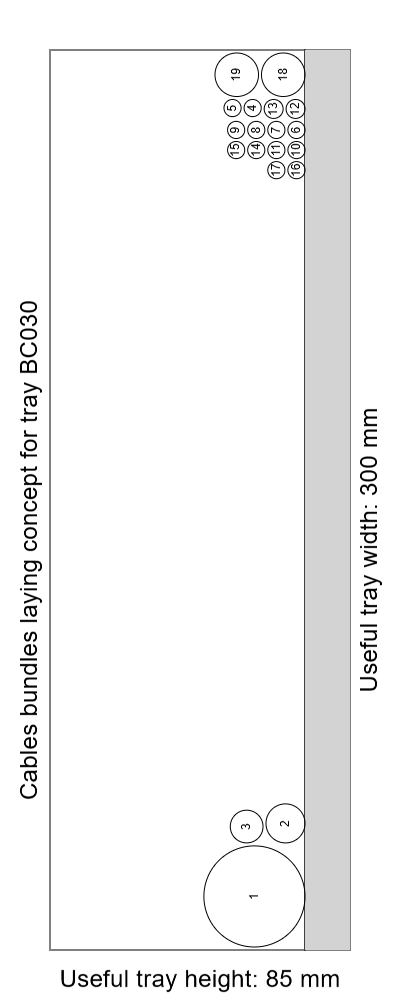 Cables bundles laying concept for tray BC030
19 18
5 4 13 12
9 8 7 6
15 14 11 10
17 16
Useful tray width: 300 mm
3 2
1
Useful tray height: 85 mm